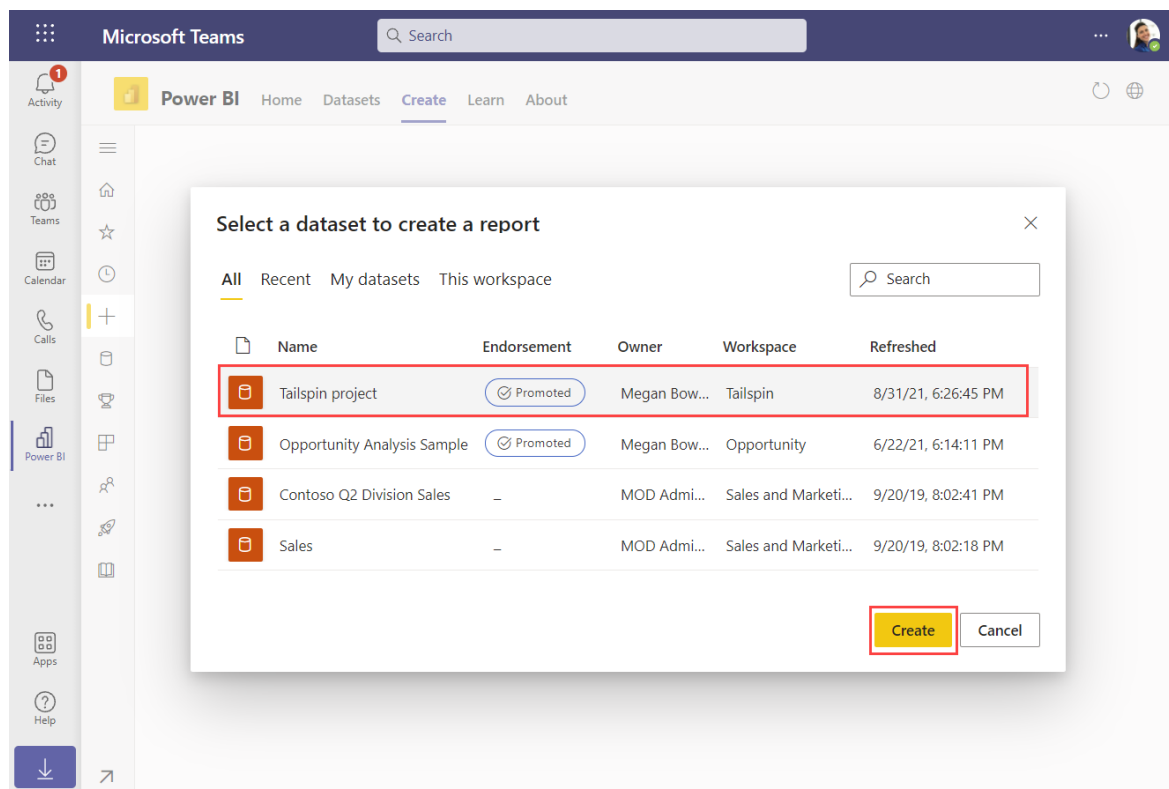 Microsoft Teams
Search
...
1
Activity
Power BI Home Datasets Create Learn About
Chat
Teams
Calendar
Calls
Files
Power BI
...
Apps
Help
Select a dataset to create a report
All Recent My datasets This workspace
Search
Name Endorsement Owner Workspace Refreshed
Tailspin project Promoted Megan Bow... Tailspin 8/31/21, 6:26:45 PM
Opportunity Analysis Sample Promoted Megan Bow... Opportunity 6/22/21, 6:14:11 PM
Contoso Q2 Division Sales – MOD Admi... Sales and Marketi... 9/20/19, 8:02:41 PM
Sales – MOD Admi... Sales and Marketi... 9/20/19, 8:02:18 PM
Create Cancel